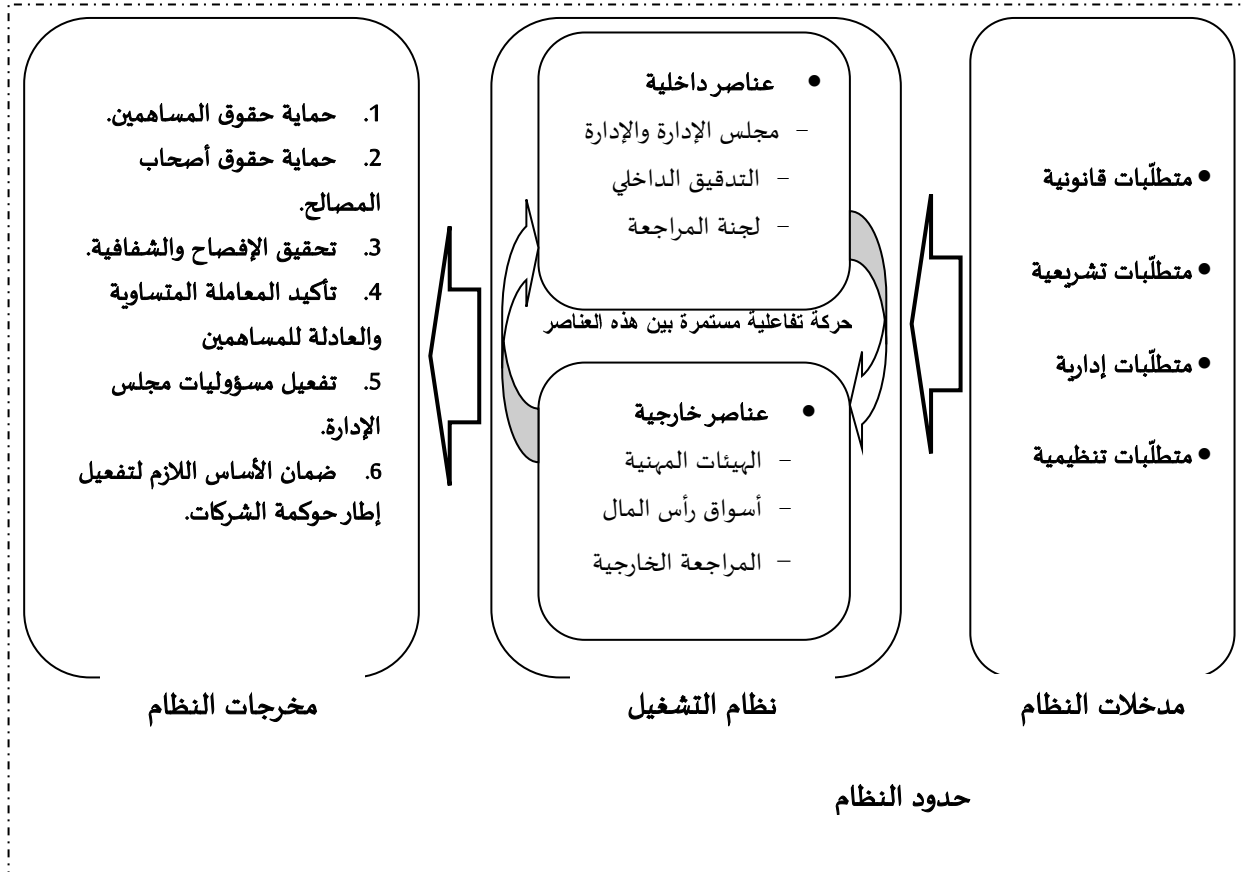 ● متطلّبات قانونية
● متطلّبات تشريعية
● متطلّبات إدارية
● متطلّبات تنظيمية
مدخلات النظام
● عناصر داخلية
– مجلس الإدارة والإدارة
– التدقيق الداخلي
– لجنة المراجعة
حركة تفاعلية مستمرة بين هذه العناصر
● عناصر خارجية
– الهيئات المهنية
– أسواق رأس المال
– المراجعة الخارجية
نظام التشغيل
1. حماية حقوق المساهمين.
2. حماية حقوق أصحاب
المصالح.
3. تحقيق الإفصاح والشفافية.
4. تأكيد المعاملة المتساوية
والعادلة للمساهمين
5. تفعيل مسؤوليات مجلس
الإدارة.
6. ضمان الأساس اللازم لتفعيل
إطار حوكمة الشركات.
مخرجات النظام
حدود النظام